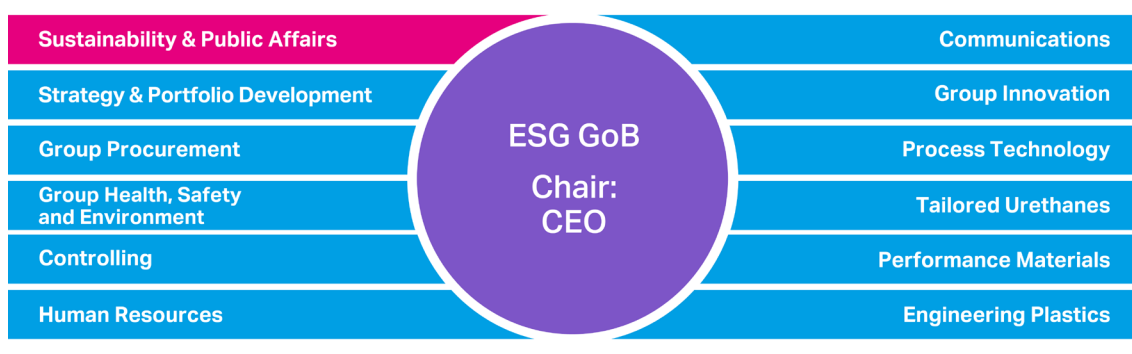 Sustainability & Public Affairs
Strategy & Portfolio Development
Group Procurement
Group Health, Safety
and Environment
Controlling
Human Resources
ESG GoB
Chair:
CEO
Communications
Group Innovation
Process Technology
Tailored Urethanes
Performance Materials
Engineering Plastics